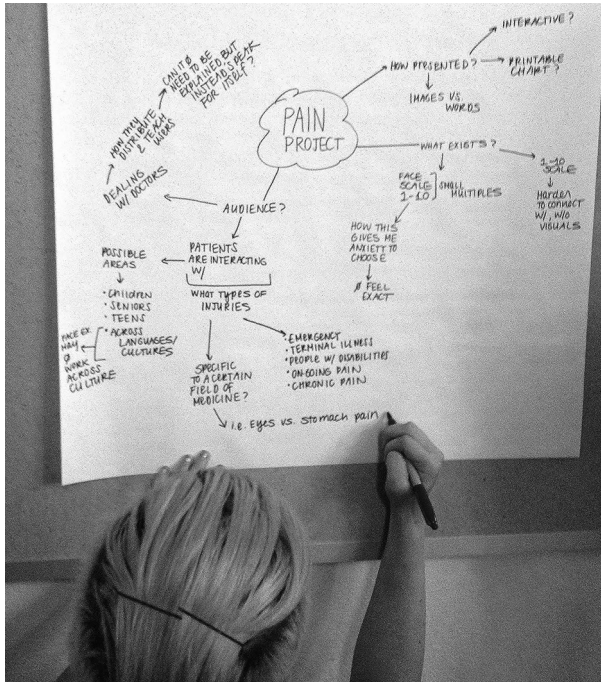 PAIN
PROJECT
HOW PRESENTED?
INTERACTIVE?
PRINTABLE
CHART?
IMAGES VS.
WORDS
WHAT EXISTS?
FACE
SCALE
1-10
SMALL
MULTIPLES
HOW THIS
GIVES ME
ANXIETY TO
CHOOSE
Ø FEEL
EXACT
1-10
SCALE
Harder
TO CONNECT
W/, W/O
VISUALS
AUDIENCE?
DEALING
W/ DOCTORS
HOW THEY
DISTRIBUTE
& TEACH
USERS
CAN IT Ø
NEED TO BE
EXPLAINED, BUT
INSTEAD SPEAK
FOR ITSELF?
PATIENTS
ARE INTERACTING
W/
POSSIBLE
AREAS
• Children
• SENIORS
• TEENS
• ACROSS
LANGUAGES/
CULTURES
FACE EX.
MAY
Ø
WORK
ACROSS
CULTURE
WHAT TYPES OF
INJURIES
• EMERGENCY
• TERMINAL ILLNESS
• PEOPLE W/ DISABILITIES
• ON-GOING PAIN
• CHRONIC PAIN
SPECIFIC
TO A CERTAIN
FIELD OF
MEDICINE?
i.e. Eyes vs. stomach pain